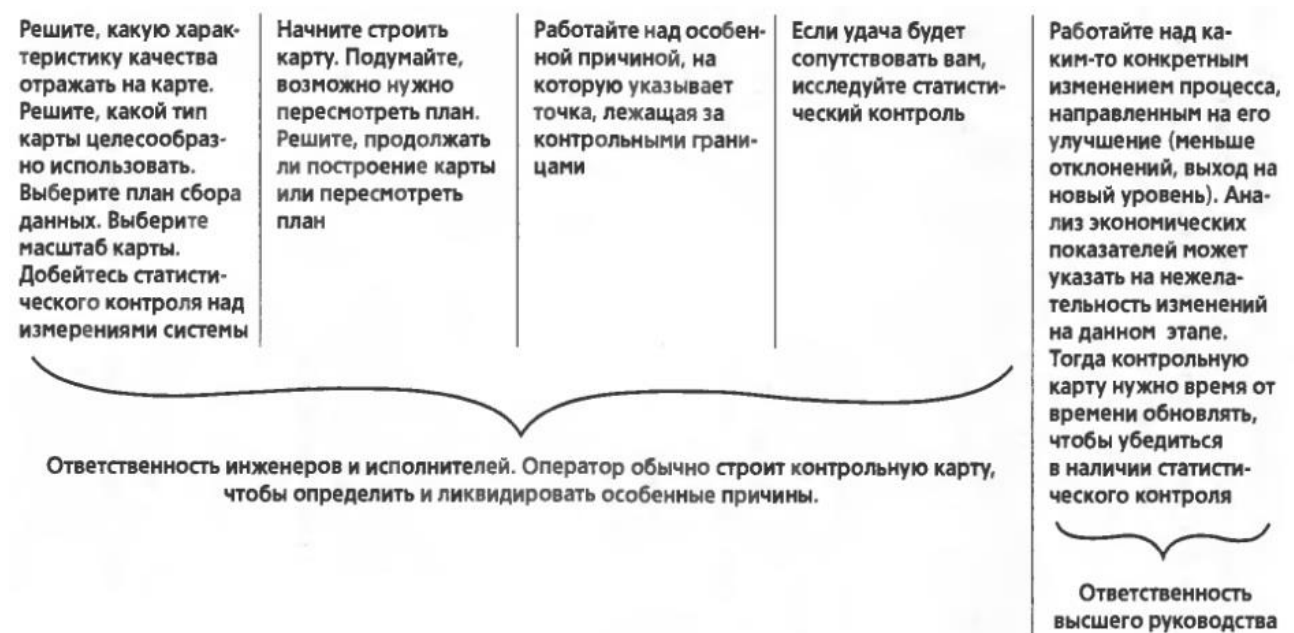 Решите, какую харак-
теристику качества
отражать на карте.
Решите, какой тип
карты целесообраз-
но использовать.
Выберите план сбора
данных. Выберите
масштаб карты.
Добейтесь статисти-
ческого контроля над
измерениями системы
Начните строить
карту. Подумайте,
возможно нужно
пересмотреть план.
Решите, продолжать
ли построение карты
или пересмотреть
план
Работайте над особен-
ной причиной, на
которую указывает
точка, лежащая за
контрольными грани-
цами
Если удача будет
сопутствовать вам,
исследуйте статисти-
ческий контроль
Работайте над ка-
ким-то конкретным
изменением процесса,
направленным на его
улучшение (меньше
отклонений, выход на
новый уровень). Ана-
лиз экономических
показателей может
указать на нежела-
тельность изменений
на данном этапе.
Тогда контрольную
карту нужно время от
времени обновлять,
чтобы убедиться
в наличии статисти-
ческого контроля
Ответственность инженеров и исполнителей. Оператор обычно строит контрольную карту,
чтобы определить и ликвидировать особенные причины.
Ответственность
высшего руководства